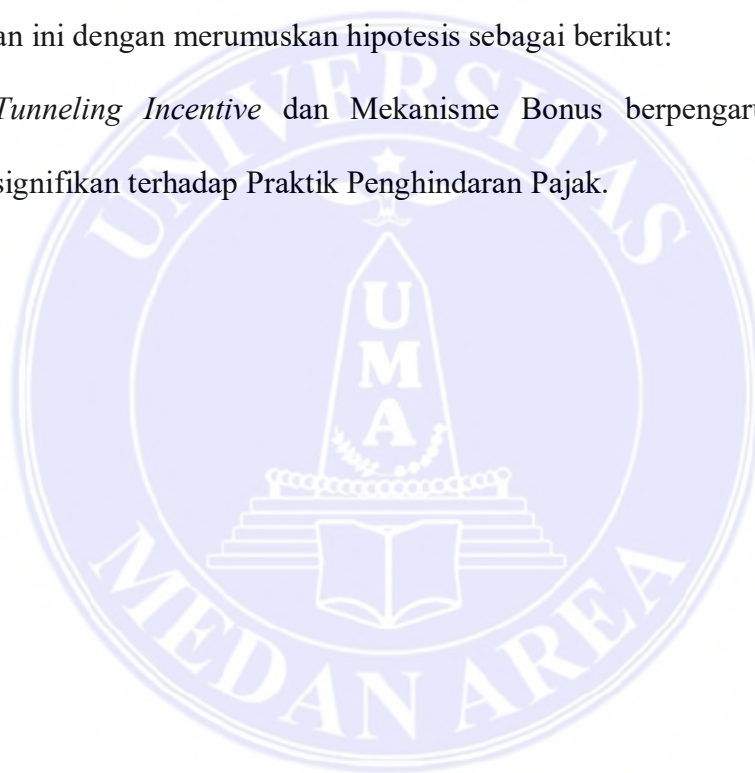 an ini dengan merumuskan hipotesis sebagai berikut:
Tunneling Incentive dan Mekanisme Bonus berpengaru
signifikan terhadap Praktik Penghindaran Pajak.
UNIVERSITAS
U
M
A
MEDAN AREA